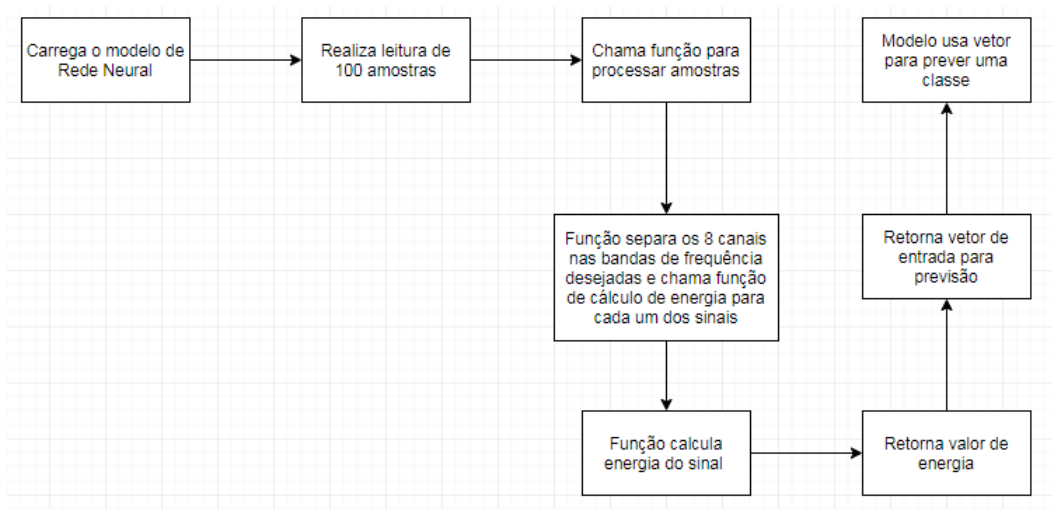 Carrega o modelo de
Rede Neural
Realiza leitura de
100 amostras
Chama função para
processar amostras
Função separa os 8 canais
nas bandas de frequência
desejadas e chama função
de cálculo de energia para
cada um dos sinais
Função calcula
energia do sinal
Retorna valor de
energia
Retorna vetor de
entrada para
previsão
Modelo usa vetor
para prever uma
classe